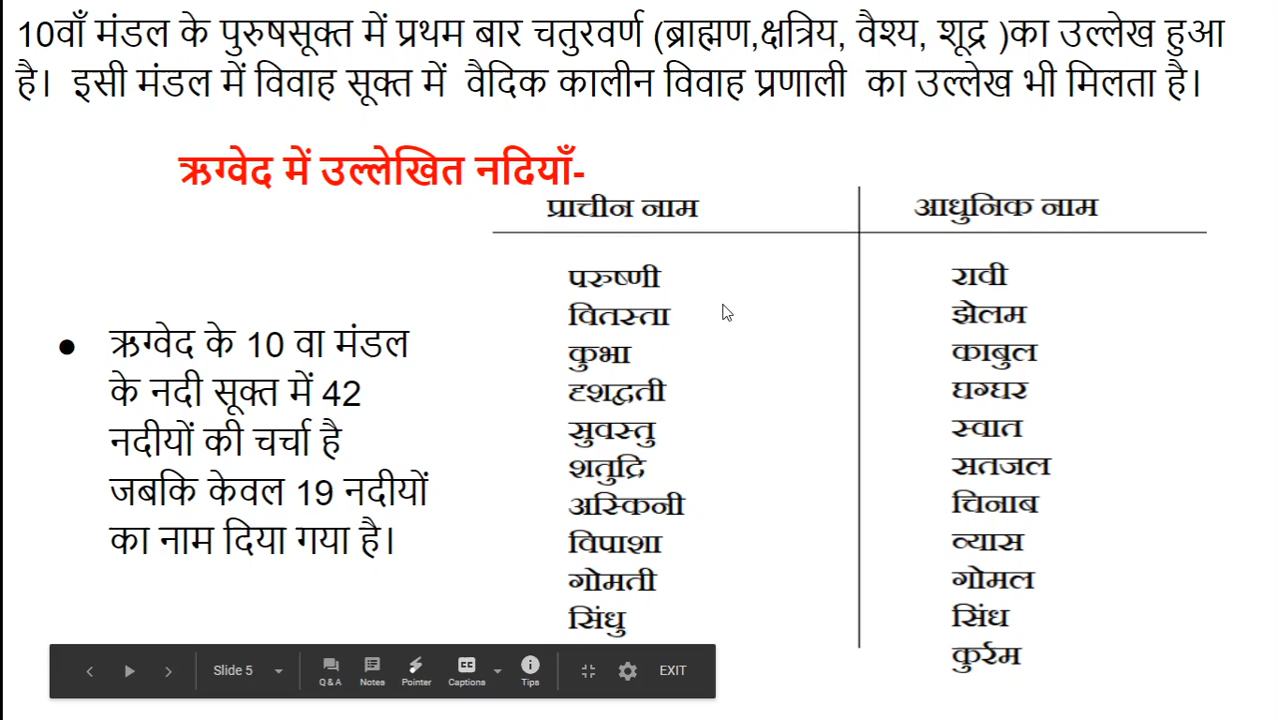 10वाँ मंडल के पुरुषसूक्त में प्रथम बार चतुरवर्ण (ब्राह्मण,क्षत्रिय, वैश्य, शूद्र )का उल्लेख हुआ
है। इसी मंडल में विवाह सूक्त में वैदिक कालीन विवाह प्रणाली का उल्लेख भी मिलता है।
ऋग्वेद में उल्लेखित नदियाँ-
प्राचीन नाम आधुनिक नाम
परुष्णी रावी
वितस्ता झेलम
कुभा काबुल
दृशद्वती घग्घर
सुवस्तु स्वात
शतुद्रि सतजल
अस्किनी चिनाब
विपाशा व्यास
गोमती गोमल
सिंधु सिंध
कुर्रम
ऋग्वेद के 10 वा मंडल
के नदी सूक्त में 42
नदीयों की चर्चा है
जबकि केवल 19 नदीयों
का नाम दिया गया है।
Slide 5 Q & A Notes Pointer Captions Tips EXIT